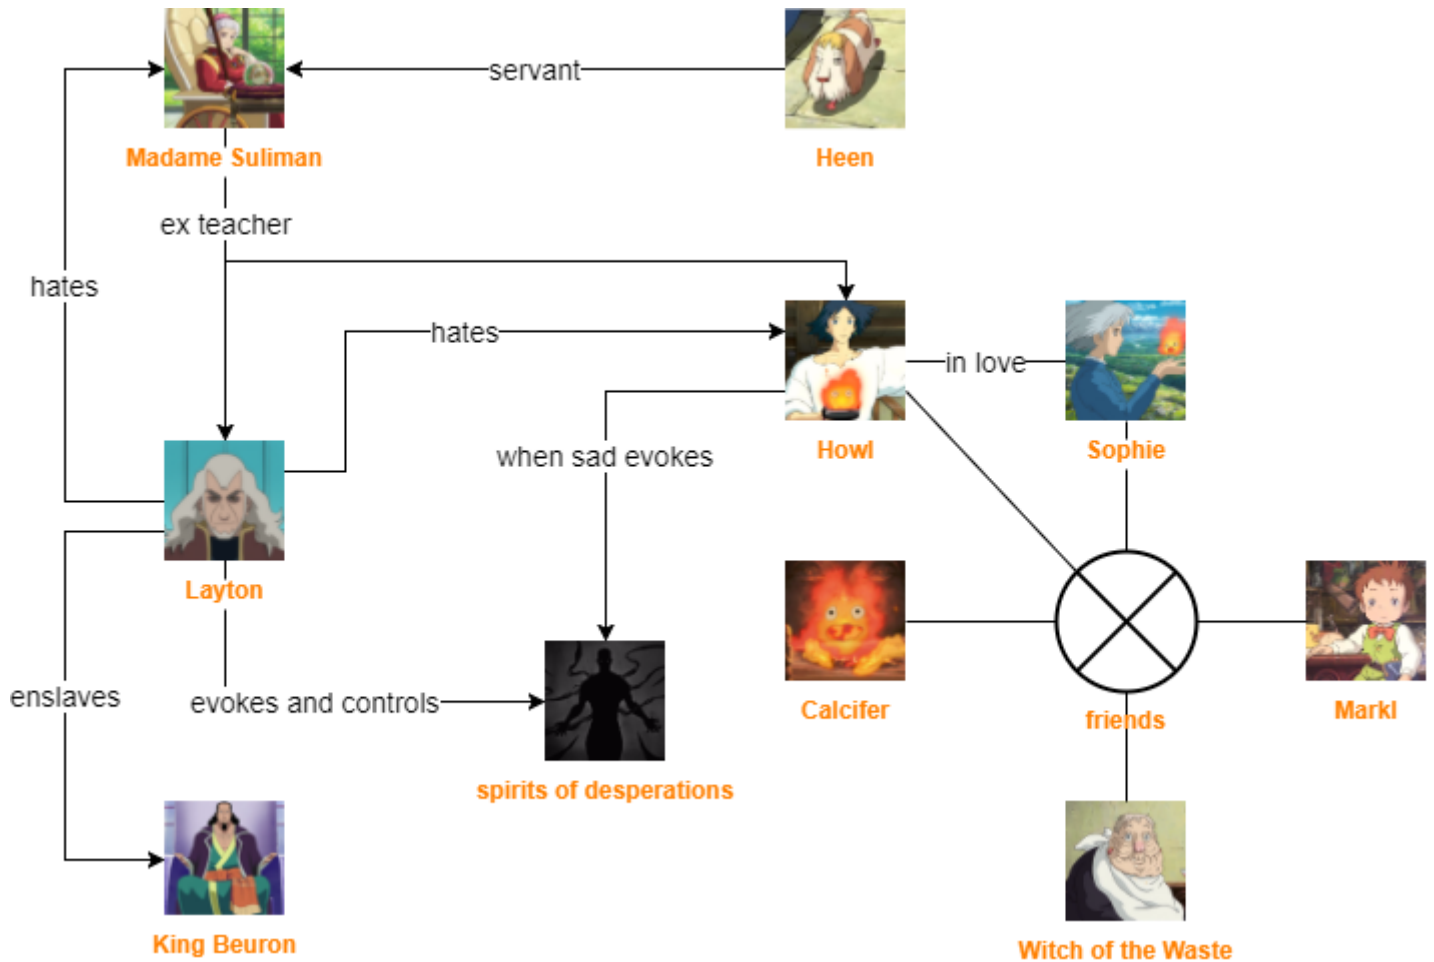 servant
Madame Suliman
Heen
ex teacher
hates
hates
in love
Howl
Sophie
when sad evokes
Layton
enslaves
evokes and controls
Calcifer
friends
Markl
spirits of desperations
King Beuron
Witch of the Waste